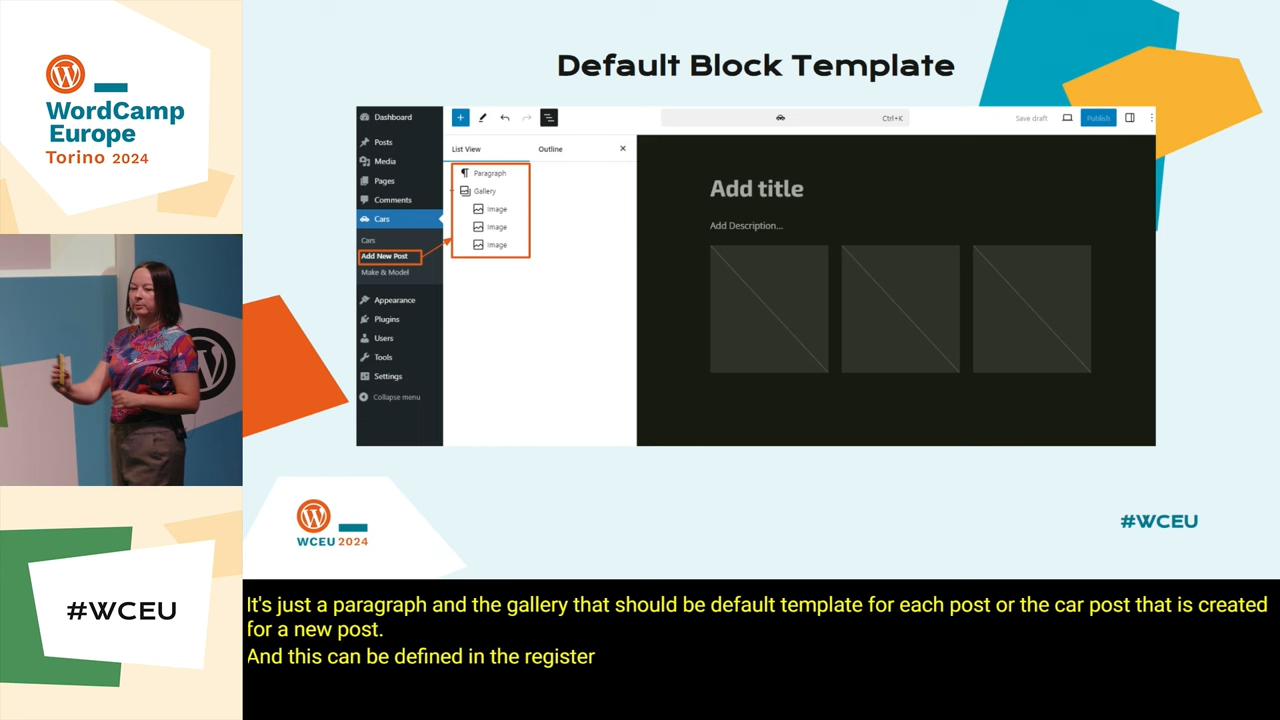 WordCamp
Europe
Torino 2024
Default Block Template
Dashboard
Posts
Media
Pages
Comments
Cars
Cars
Add New Post
Make & Model
Appearance
Plugins
Users
Tools
Settings
Collapse menu
Ctrl+K
Save draft
Publish
List View
Outline
Paragraph
Gallery
Image
Image
Image
Add title
Add Description...
WCEU 2024
#WCEU
#WCEU
It's just a paragraph and the gallery that should be default template for each post or the car post that is created
for a new post.
And this can be defined in the register